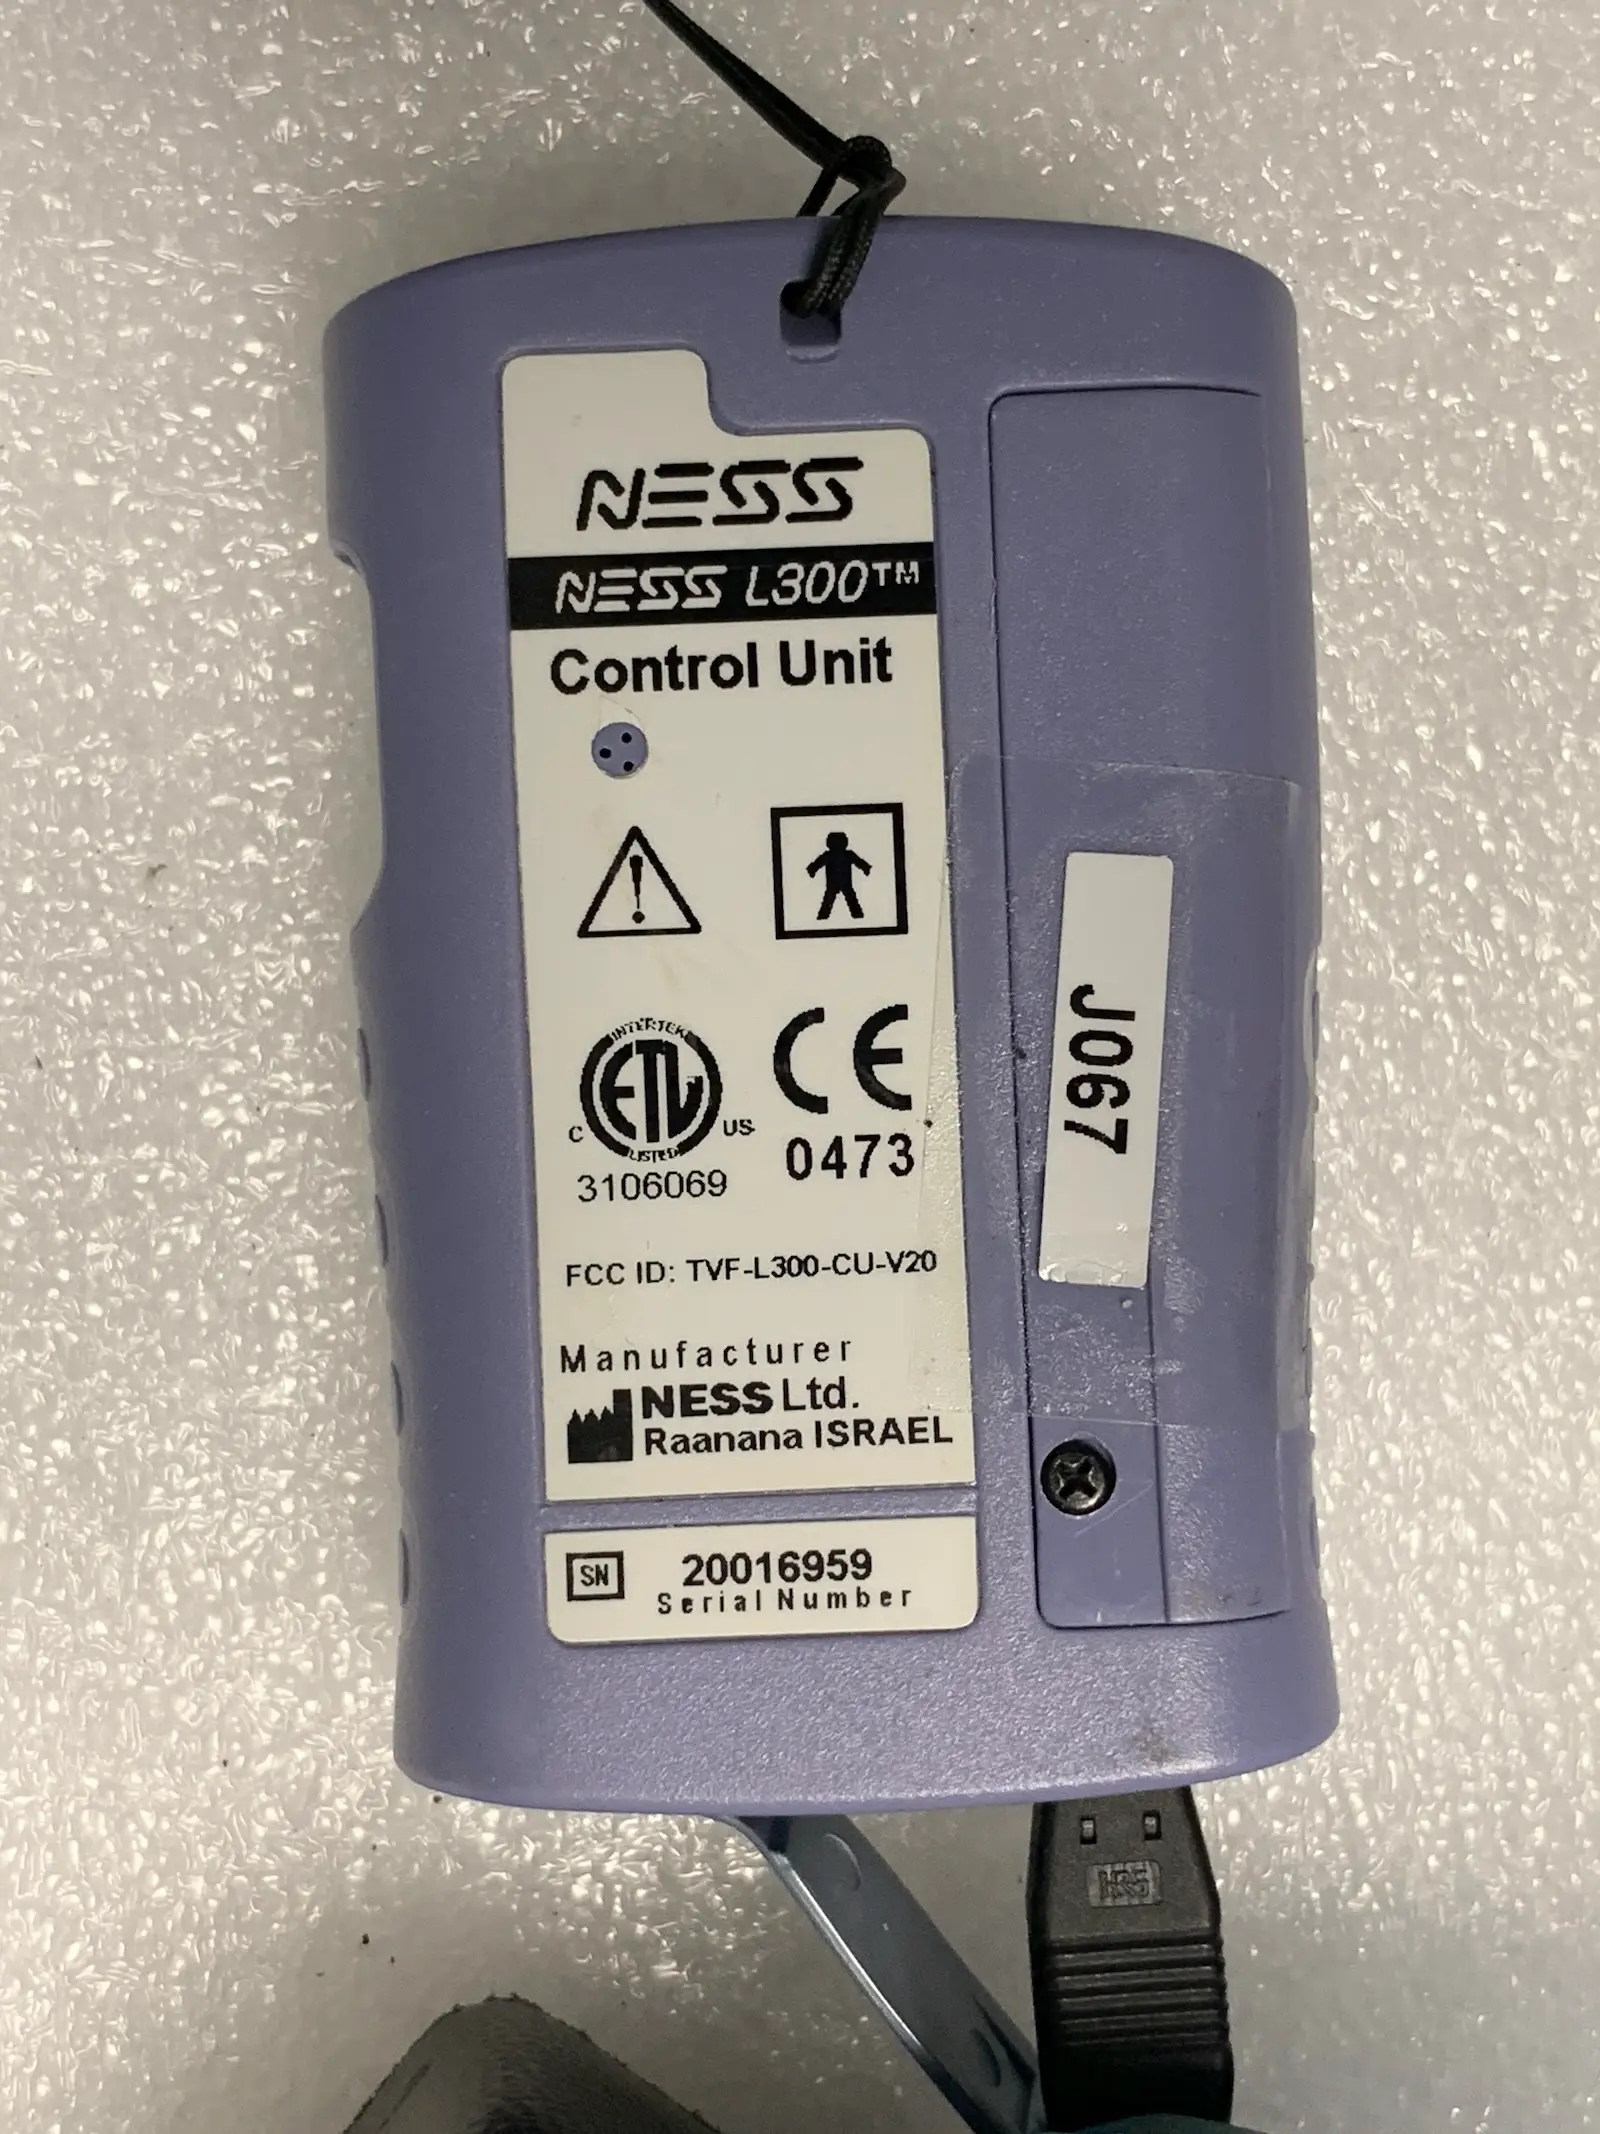 NESS
NESS L300™
Control Unit
INTERTEK
ETL
C US
LISTED
3106069
CE
0473
FCC ID: TVF-L300-CU-V20
Manufacturer
NESS Ltd.
Raanana ISRAEL
SN 20016959
Serial Number
J067